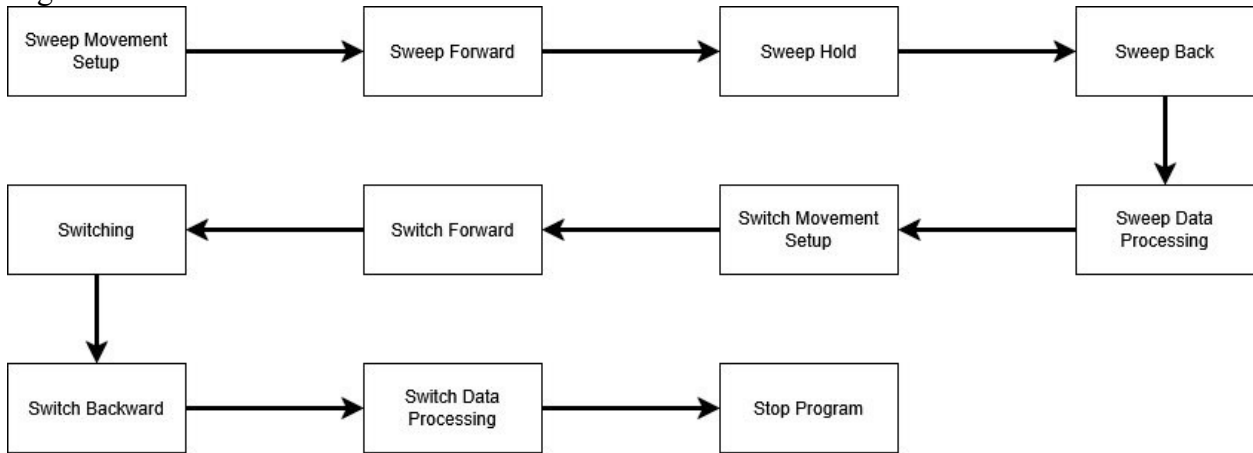 Sweep Movement
Setup
Sweep Forward
Sweep Hold
Sweep Back
Sweep Data
Processing
Switch Movement
Setup
Switch Forward
Switching
Switch Backward
Switch Data
Processing
Stop Program